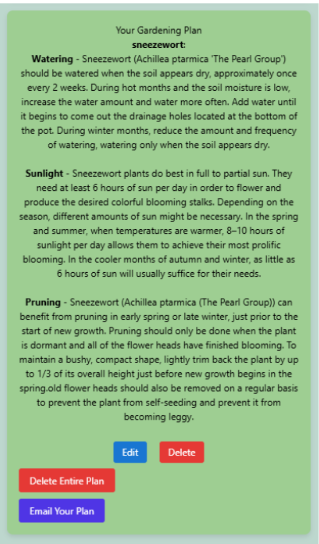 Your Gardening Plan
sneezewort:
Watering - Sneezewort (Achillea ptarmica 'The Pearl Group')
should be watered when the soil appears dry, approximately once
every 2 weeks. During hot months and the soil moisture is low,
increase the water amount and water more often. Add water until
it begins to come out the drainage holes located at the bottom of
the pot. During winter months, reduce the amount and frequency
of watering, watering only when the soil appears dry.
Sunlight - Sneezewort plants do best in full to partial sun. They
need at least 6 hours of sun per day in order to flower and
produce the desired colorful blooming stalks. Depending on the
season, different amounts of sun might be necessary. In the spring
and summer, when temperatures are warmer, 8–10 hours of
sunlight per day allows them to achieve their most prolific
blooming. In the cooler months of autumn and winter, as little as
6 hours of sun will usually suffice for their needs.
Pruning - Sneezewort (Achillea ptarmica (The Pearl Group)) can
benefit from pruning in early spring or late winter, just prior to
the start of new growth. Pruning should only be done when the plant
is dormant and all of the flower heads have finished blooming. To
maintain a bushy, compact shape, lightly trim back the plant by up
to 1/3 of its overall height just before new growth begins in the
spring.old flower heads should also be removed on a regular basis
to prevent the plant from self-seeding and prevent it from
becoming leggy.
Edit Delete
Delete Entire Plan
Email Your Plan